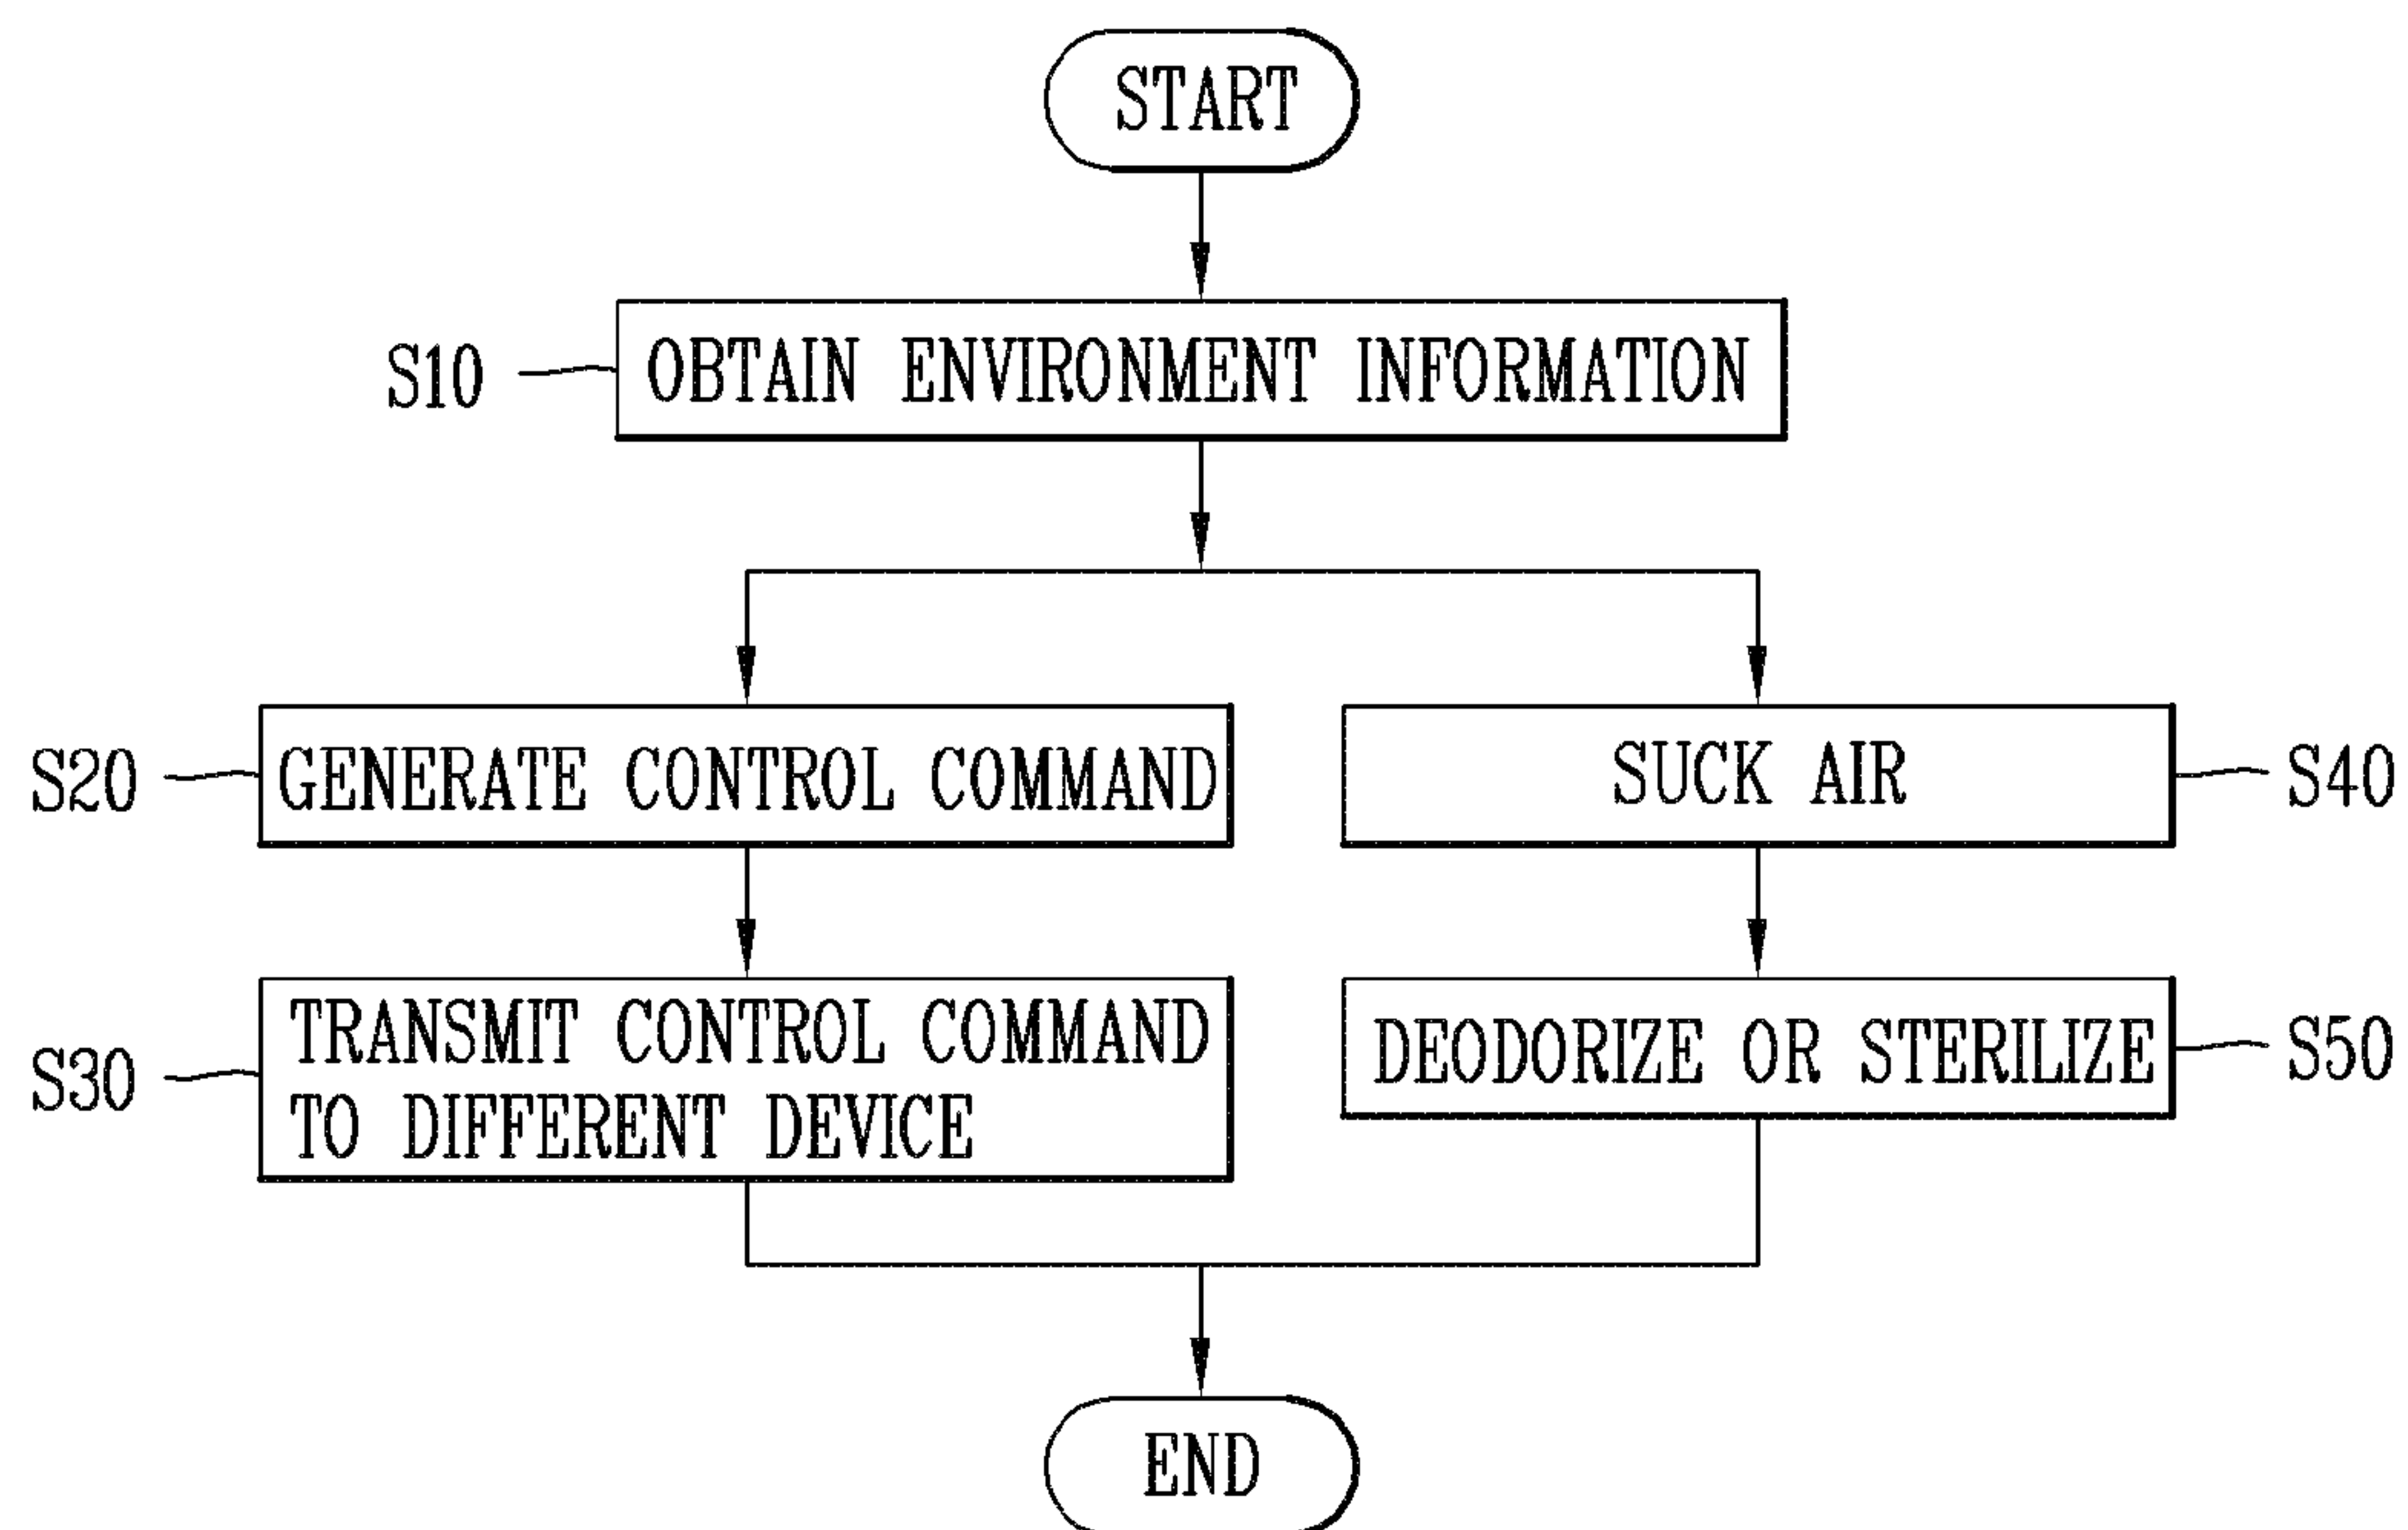 START
S10
OBTAIN ENVIRONMENT INFORMATION
S20
GENERATE CONTROL COMMAND
SUCK AIR
S40
S30
TRANSMIT CONTROL COMMAND
TO DIFFERENT DEVICE
DEODORIZE OR STERILIZE
S50
END